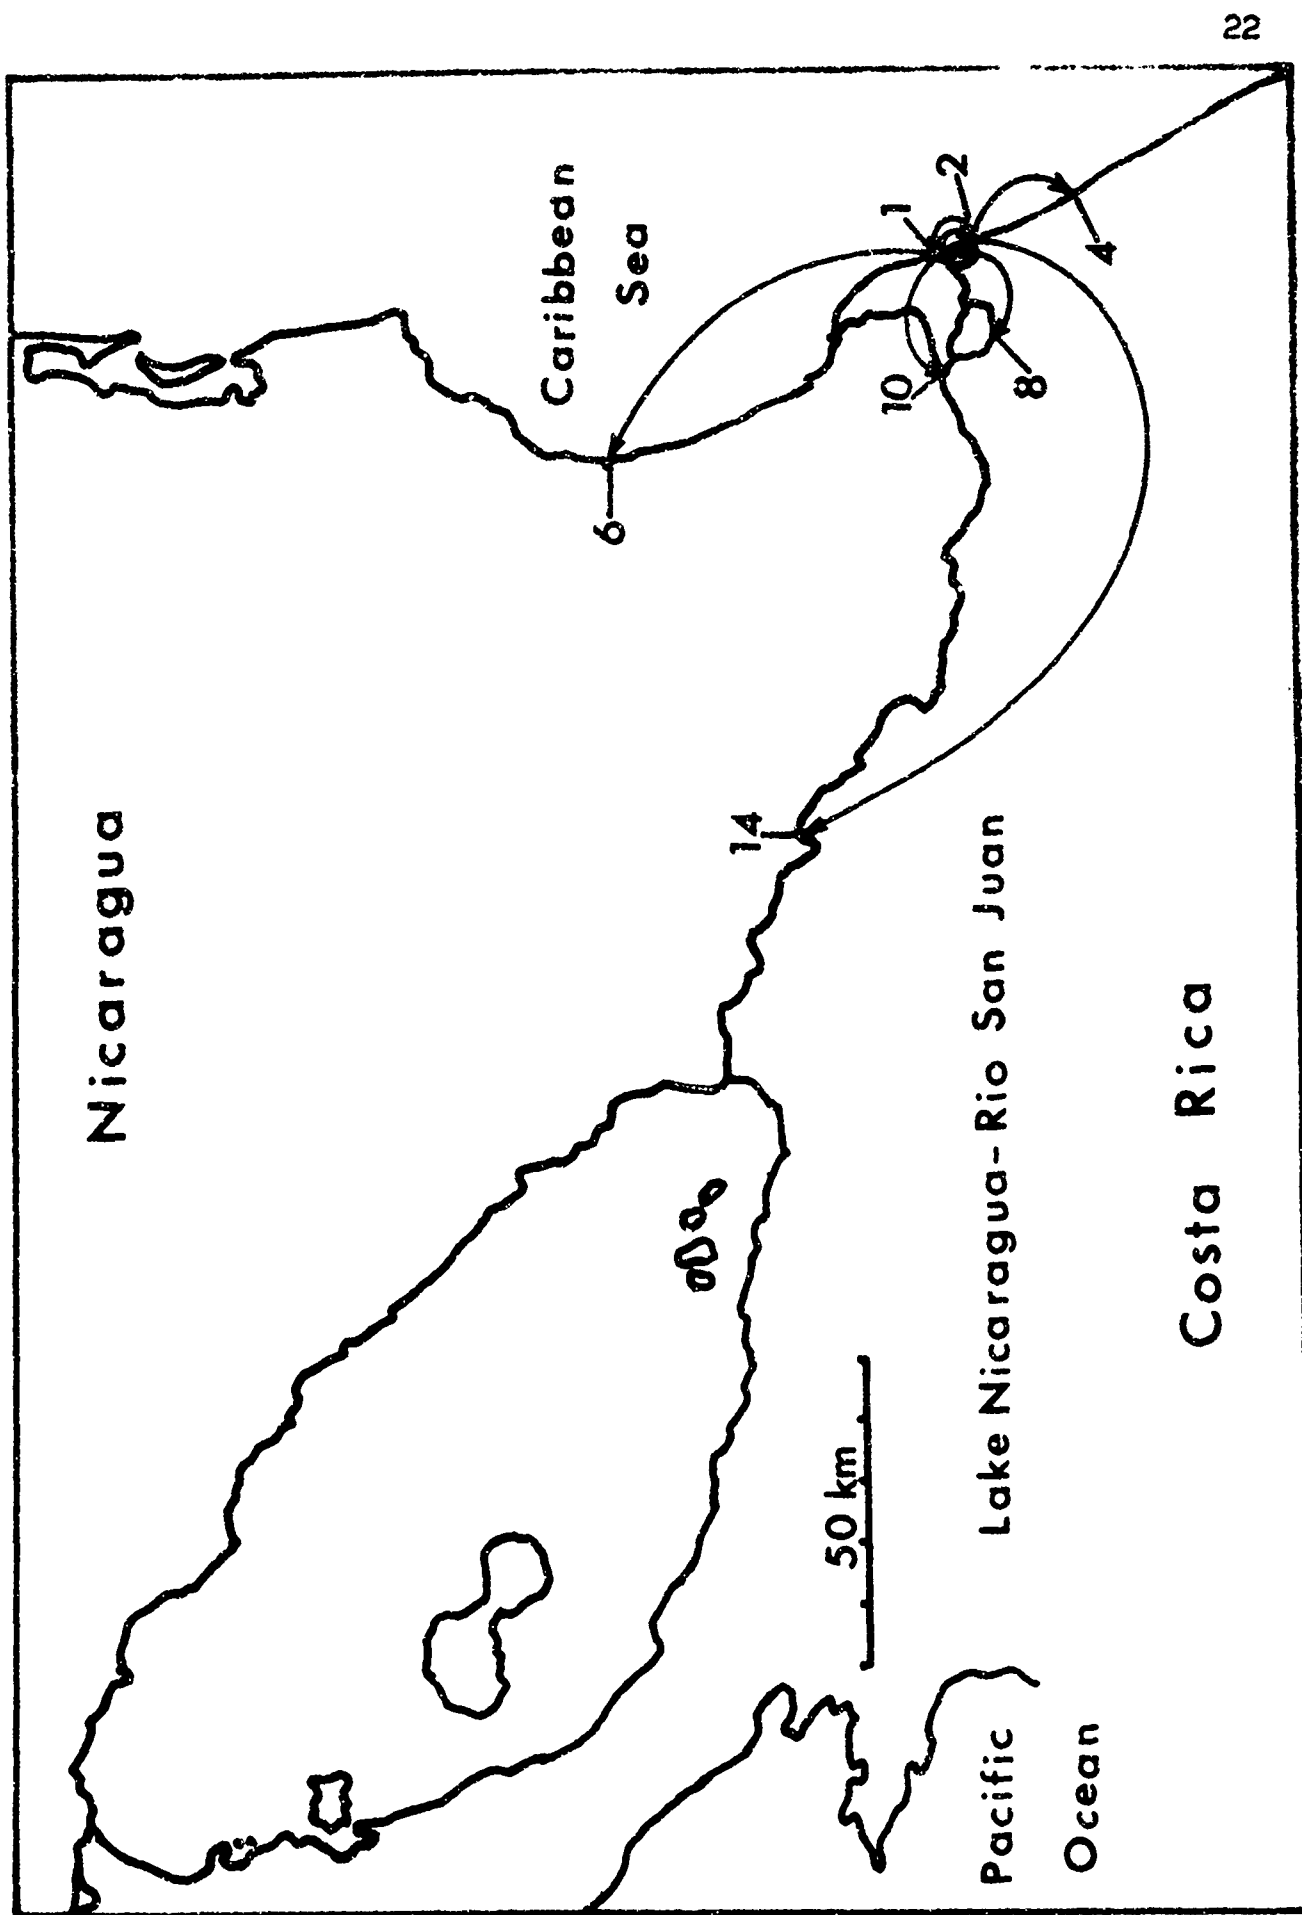 22
Nicaragua
Caribbean
Sea
1
2
4
6
8
10
14
50 km
Lake Nicaragua-Rio San Juan
Costa Rica
Pacific
Ocean